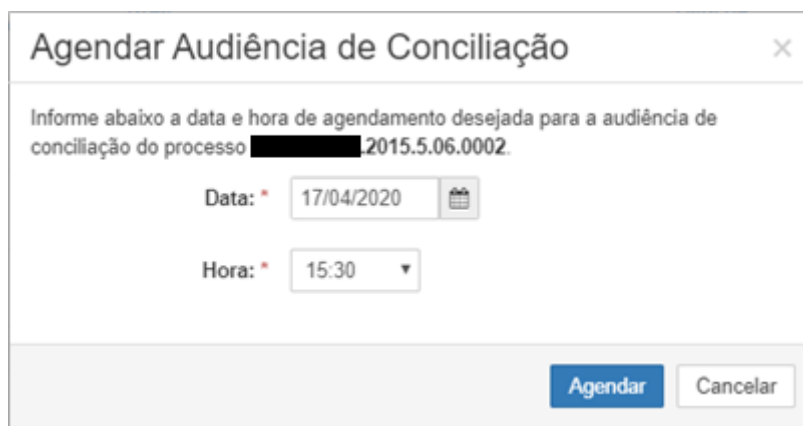 Agendar Audiência de Conciliação ×
Informe abaixo a data e hora de agendamento desejada para a audiência de
conciliação do processo .2015.5.06.0002.
Data: * 17/04/2020
Hora: * 15:30
Agendar Cancelar